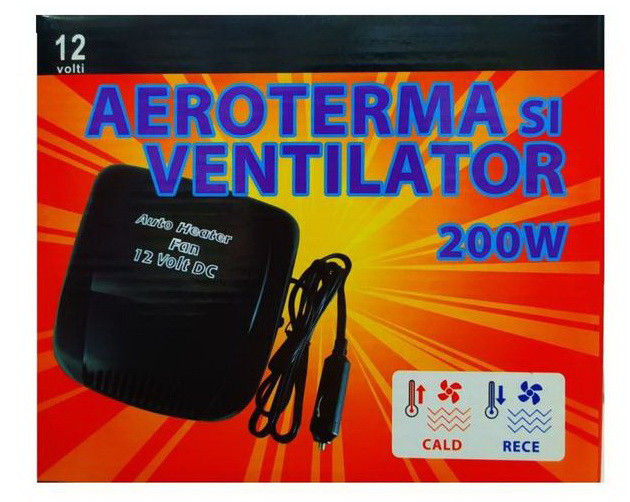 12
volti
AEROTERMA SI
VENTILATOR
200W
Auto Heater
Fan
12 Volt DC
CALD
RECE